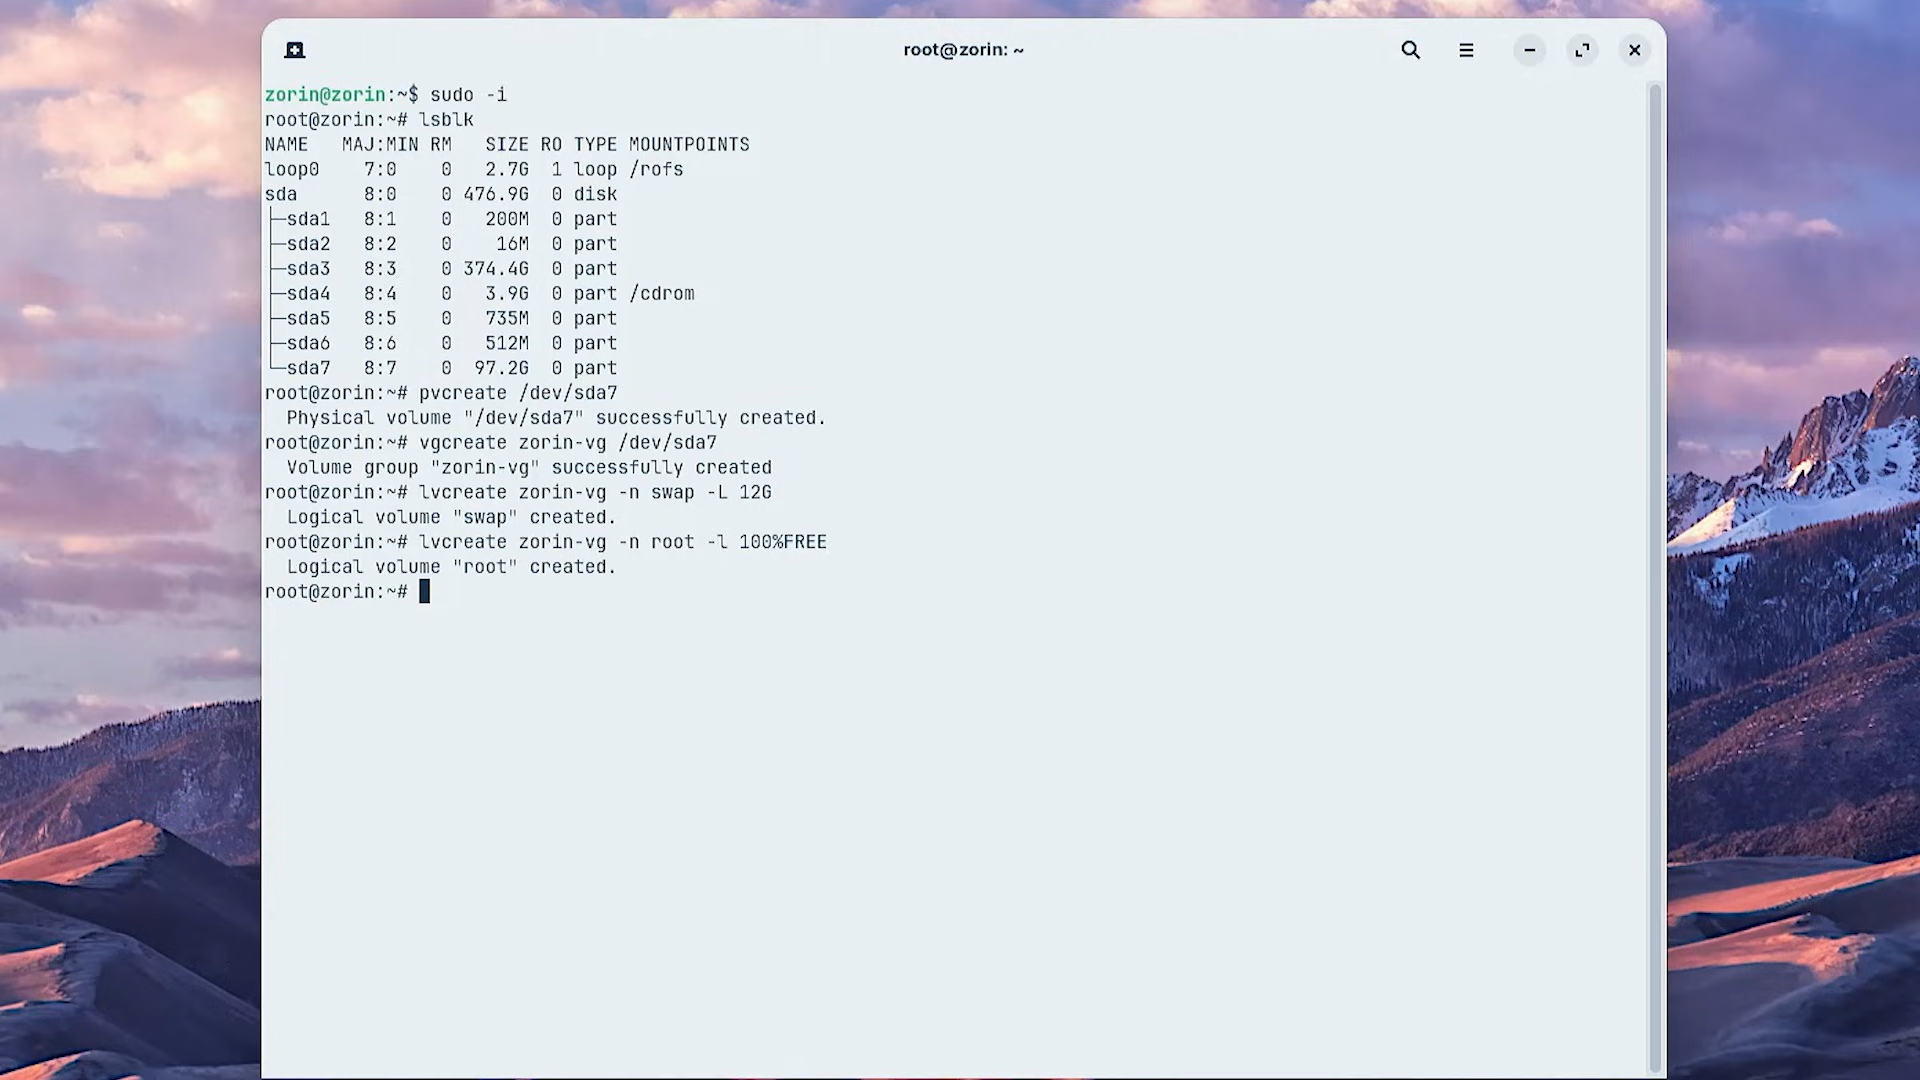 root@zorin: ~
zorin@zorin:~$ sudo -i
root@zorin:~# lsblk
NAME   MAJ:MIN RM   SIZE RO TYPE MOUNTPOINTS
loop0    7:0    0   2.7G  1 loop /rofs
sda      8:0    0 476.9G  0 disk
├─sda1   8:1    0   200M  0 part
├─sda2   8:2    0    16M  0 part
├─sda3   8:3    0 374.4G  0 part
├─sda4   8:4    0   3.9G  0 part /cdrom
├─sda5   8:5    0   735M  0 part
├─sda6   8:6    0   512M  0 part
└─sda7   8:7    0  97.2G  0 part
root@zorin:~# pvcreate /dev/sda7
  Physical volume "/dev/sda7" successfully created.
root@zorin:~# vgcreate zorin-vg /dev/sda7
  Volume group "zorin-vg" successfully created
root@zorin:~# lvcreate zorin-vg -n swap -L 12G
  Logical volume "swap" created.
root@zorin:~# lvcreate zorin-vg -n root -l 100%FREE
  Logical volume "root" created.
root@zorin:~#